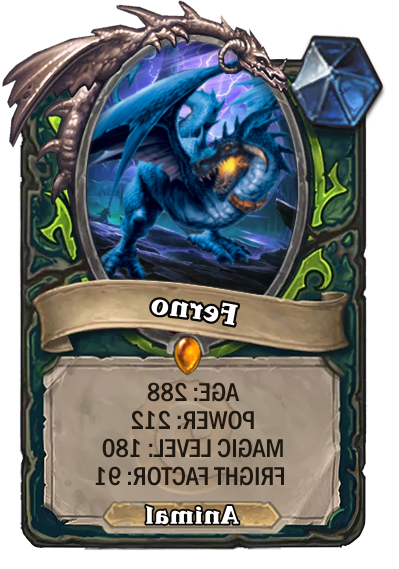 Ferno
AGE: 288
POWER: 212
MAGIC LEVEL: 180
FRIGHT FACTOR: 91
Animal